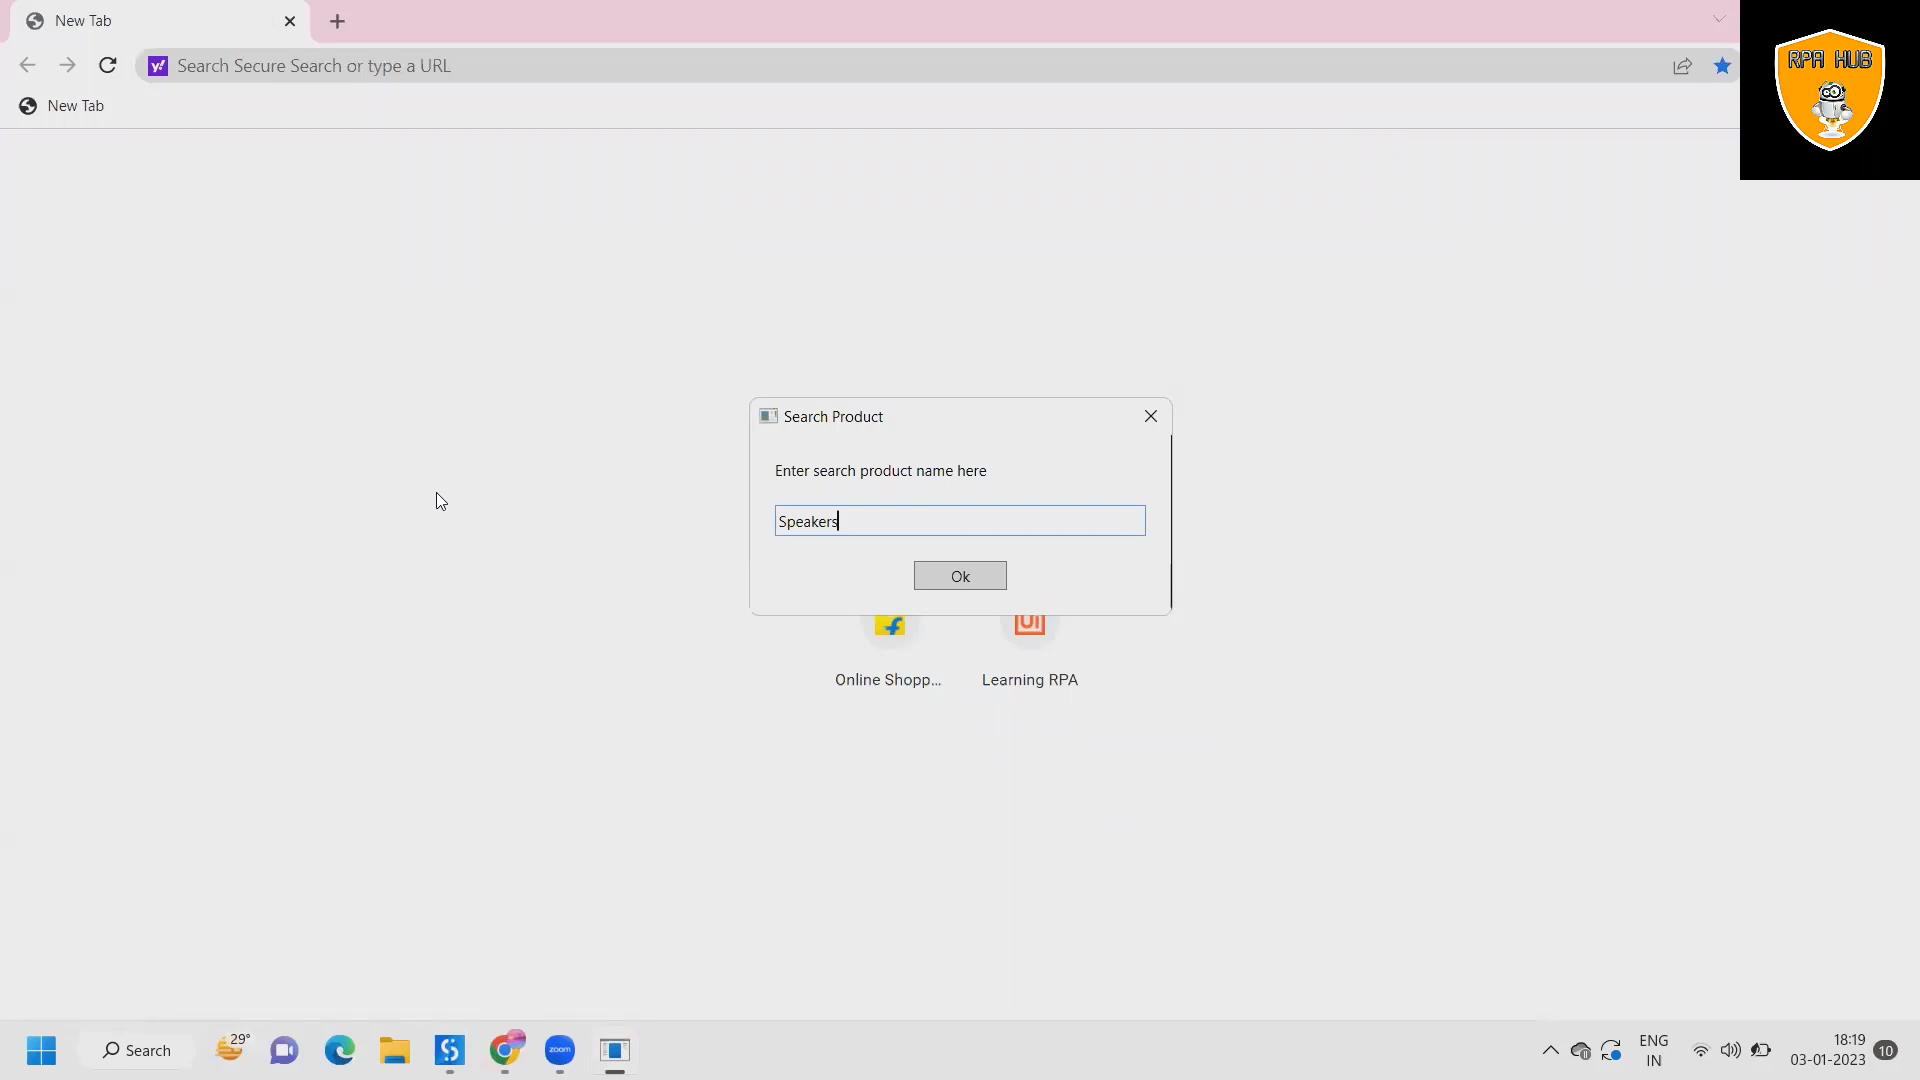 New Tab
Search Secure Search or type a URL
New Tab
RPA HUB
Search Product
Enter search product name here
Speakers
Ok
Online Shopp...
Learning RPA
Search
29°
zoom
ENG
IN
18:19
03-01-2023
10